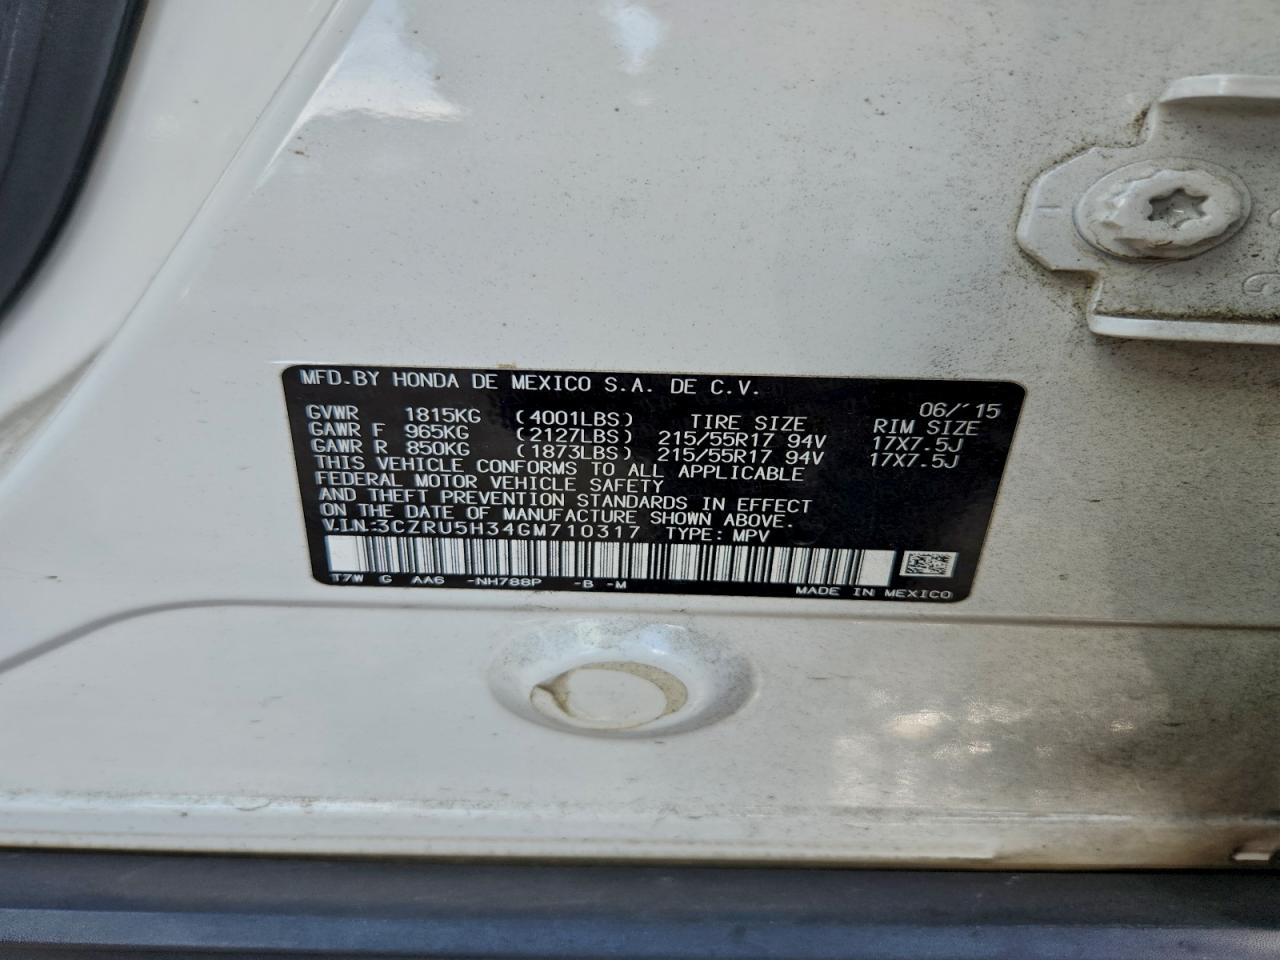 MFD.BY HONDA DE MEXICO S.A. DE C.V.
06/'15
GVWR 1815KG (4001LBS) TIRE SIZE RIM SIZE
GAWR F 965KG (2127LBS) 215/55R17 94V 17X7.5J
GAWR R 850KG (1873LBS) 215/55R17 94V 17X7.5J
THIS VEHICLE CONFORMS TO ALL APPLICABLE
FEDERAL MOTOR VEHICLE SAFETY
AND THEFT PREVENTION STANDARDS IN EFFECT
ON THE DATE OF MANUFACTURE SHOWN ABOVE.
V.I.N:3CZRU5H34GM710317 TYPE: MPV
T7W G AA6 -NH788P -B -M
MADE IN MEXICO